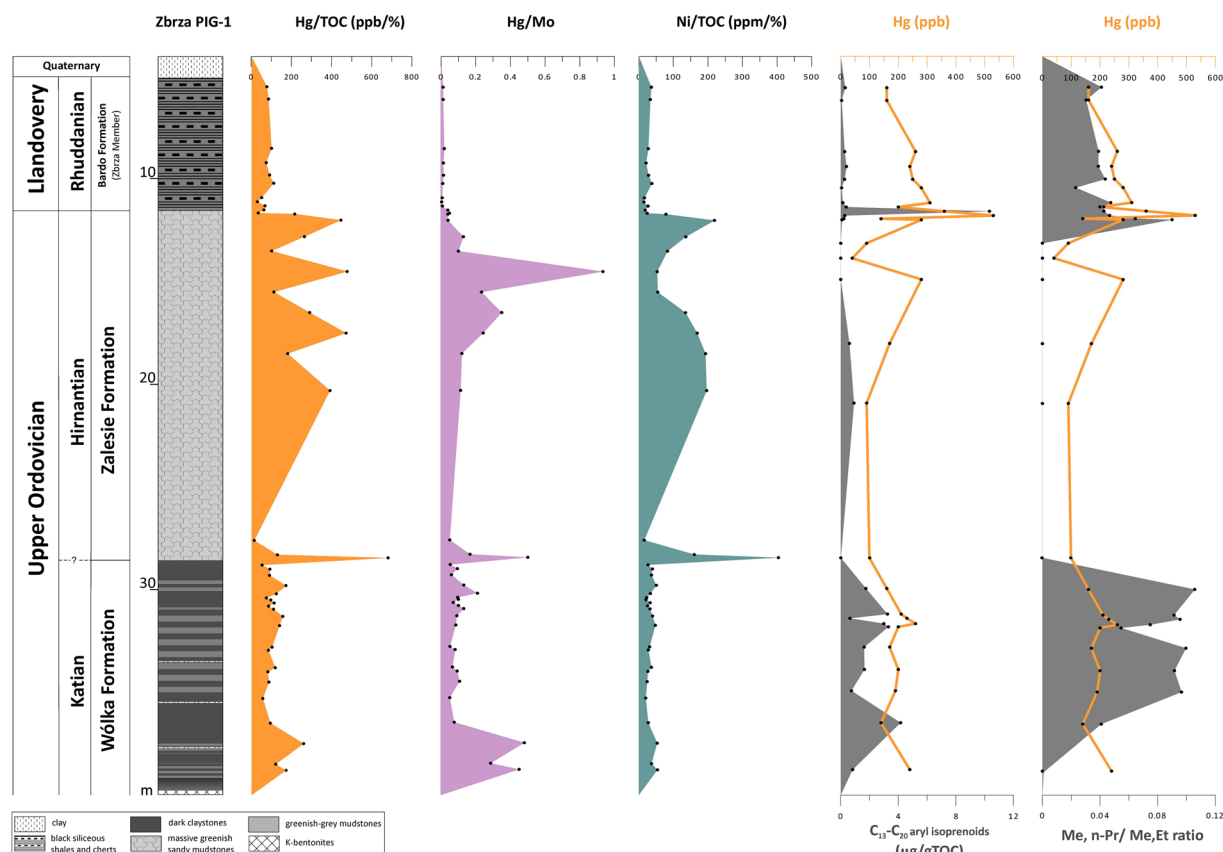 Zbrza PIG-1
Hg/TOC (ppb/%)
Hg/Mo
Ni/TOC (ppm/%)
Hg (ppb)
Hg (ppb)
Quaternary
0 200 400 600 800
0 0.2 0.4 0.6 0.8 1
0 100 200 300 400 500
0 100 200 300 400 500 600
0 100 200 300 400 500 600
Llandovery
Rhuddanian
Bardo Formation
(Zbrza Member)
10
Upper Ordovician
Hirnantian
Zalesie Formation
20
?
30
Katian
Wólka Formation
m
0 4 8 12
C13-C20 aryl isoprenoids
(µg/gTOC)
0 0.04 0.08 0.12
Me, n-Pr/ Me,Et ratio
clay
dark claystones
greenish-grey mudstones
black siliceous
shales and cherts
massive greenish
sandy mudstones
K-bentonites